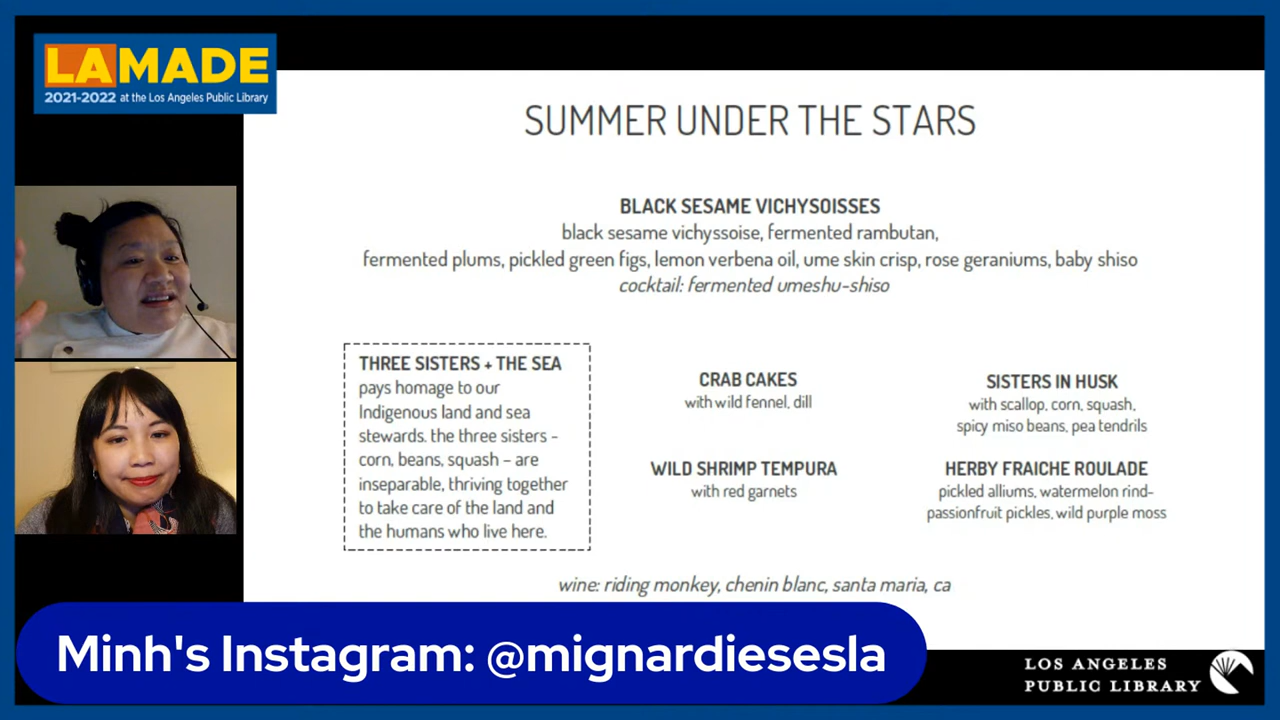 LA MADE
2021-2022 at the Los Angeles Public Library
SUMMER UNDER THE STARS
BLACK SESAME VICHYSOISSES
black sesame vichyssoise, fermented rambutan,
fermented plums, pickled green figs, lemon verbena oil, ume skin crisp, rose geraniums, baby shiso
cocktail: fermented umeshu-shiso
THREE SISTERS + THE SEA
pays homage to our
Indigenous land and sea
stewards. the three sisters -
corn, beans, squash - are
inseparable, thriving together
to take care of the land and
the humans who live here.
CRAB CAKES
with wild fennel, dill
WILD SHRIMP TEMPURA
with red garnets
SISTERS IN HUSK
with scallop, corn, squash,
spicy miso beans, pea tendrils
HERBY FRAICHE ROULADE
pickled alliums, watermelon rind-
passionfruit pickles, wild purple moss
wine: riding monkey, chenin blanc, santa maria, ca
Minh's Instagram: @mignardiesesla
LOS ANGELES
PUBLIC LIBRARY